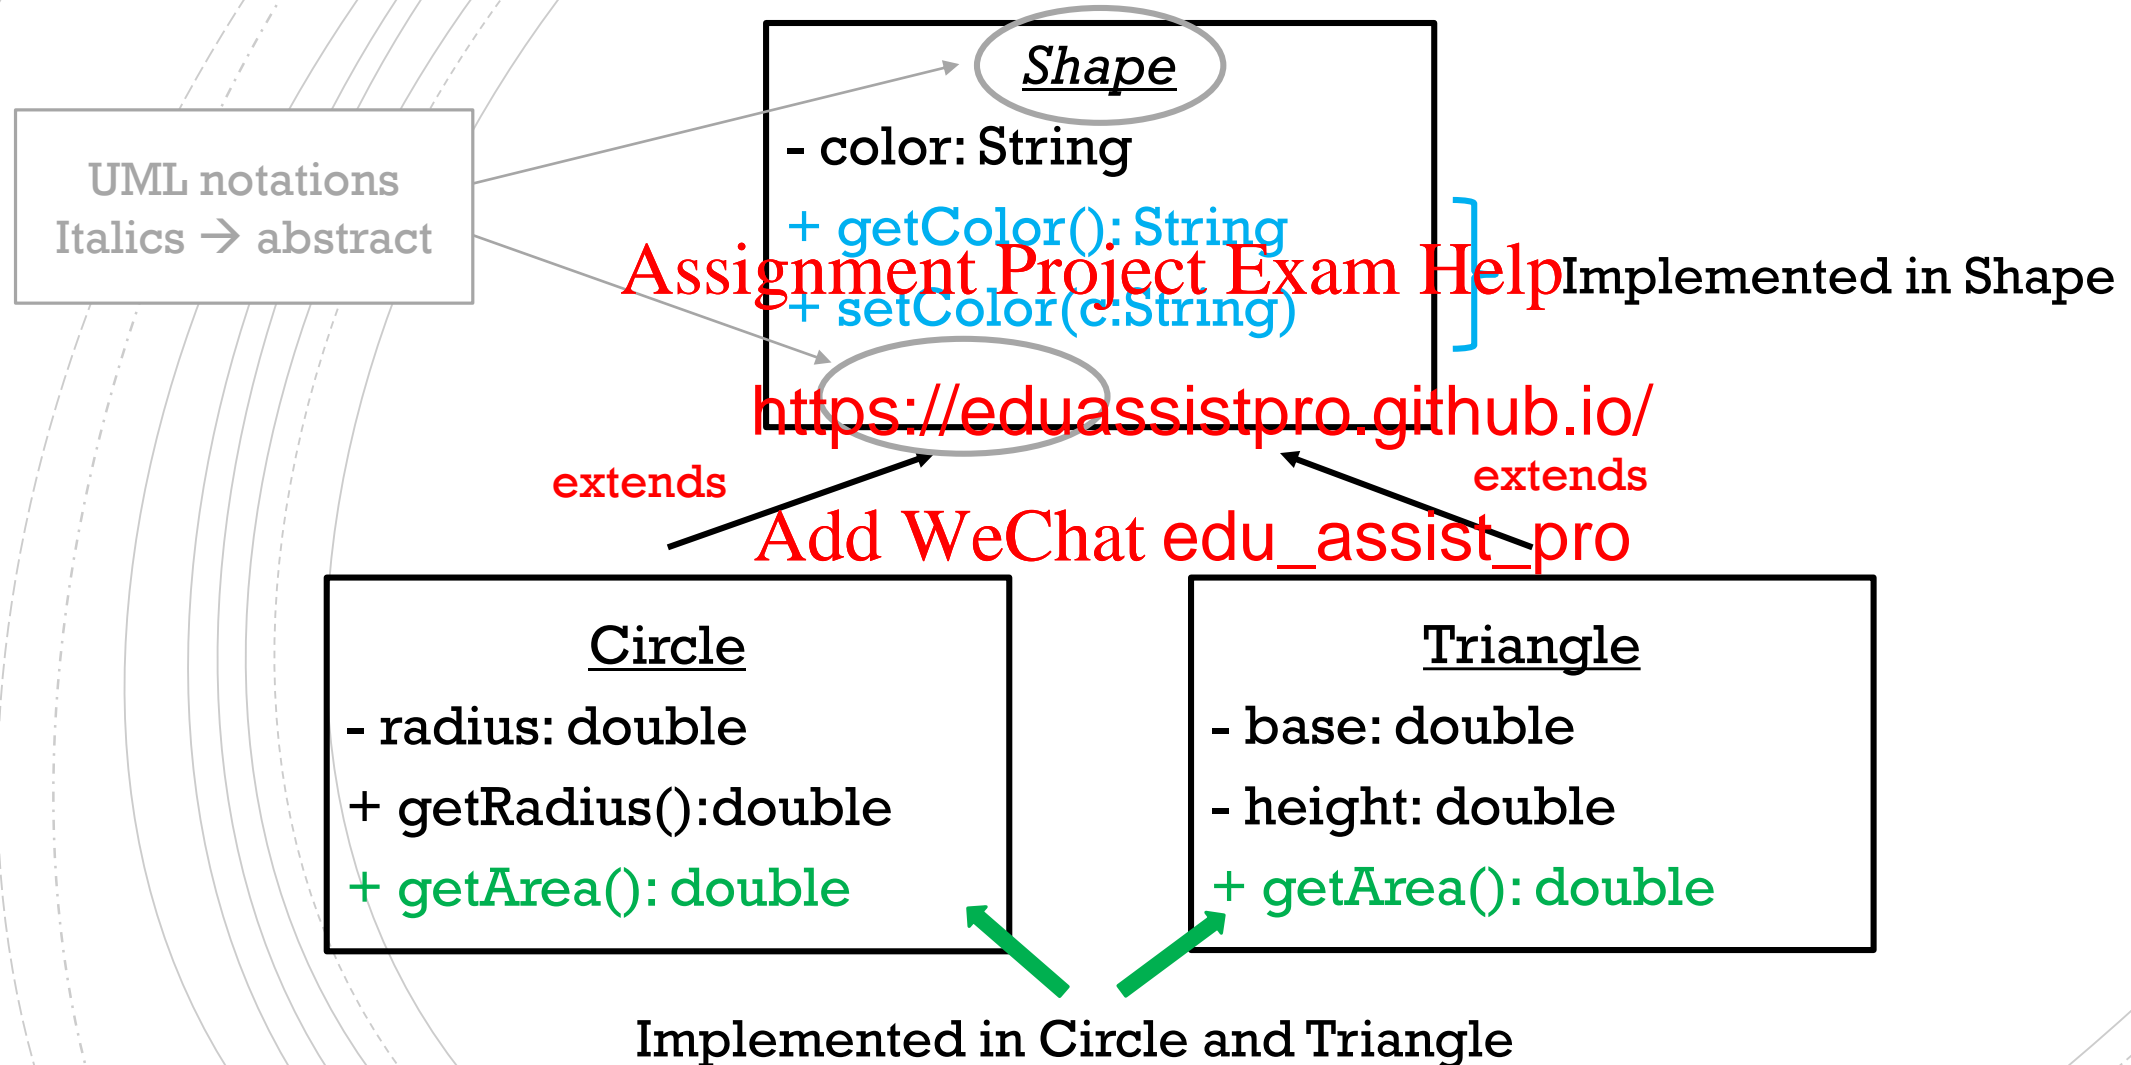 Shape
- color: String
UML notations
Italics → abstract
+ getColor(): String
Assignment Project Exam Help
Implemented in Shape
+ setColor(c:String)
https://eduassistpro.github.io/
extends
extends
Add WeChat edu_assist_pro
Circle
- radius: double
+ getRadius():double
+ getArea(): double
Triangle
- base: double
- height: double
+ getArea(): double
Implemented in Circle and Triangle